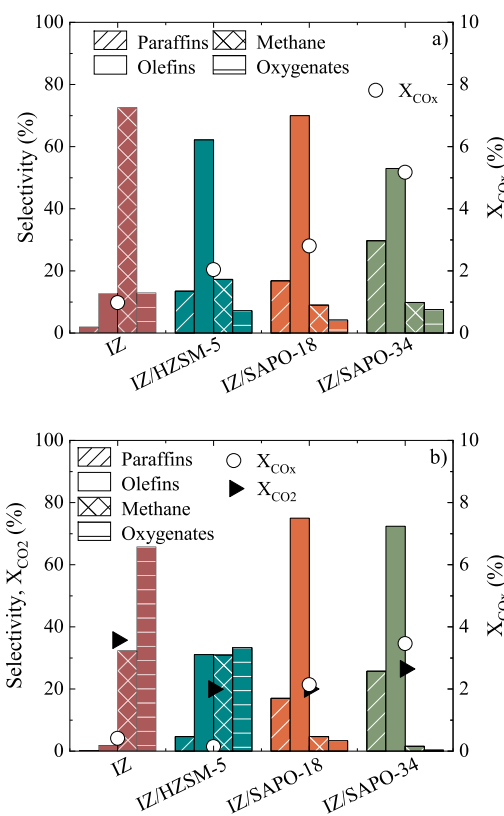 a)
Paraffins Methane
Olefins Oxygenates
X_COx
100
80
60
40
20
0
Selectivity (%)
10
8
6
4
2
0
X_COx (%)
IZ
IZ/HZSM-5
IZ/SAPO-18
IZ/SAPO-34
b)
Paraffins
Olefins
Methane
Oxygenates
X_COx
X_CO2
100
80
60
40
20
0
Selectivity, X_CO2 (%)
10
8
6
4
2
0
X_COx (%)
IZ
IZ/HZSM-5
IZ/SAPO-18
IZ/SAPO-34